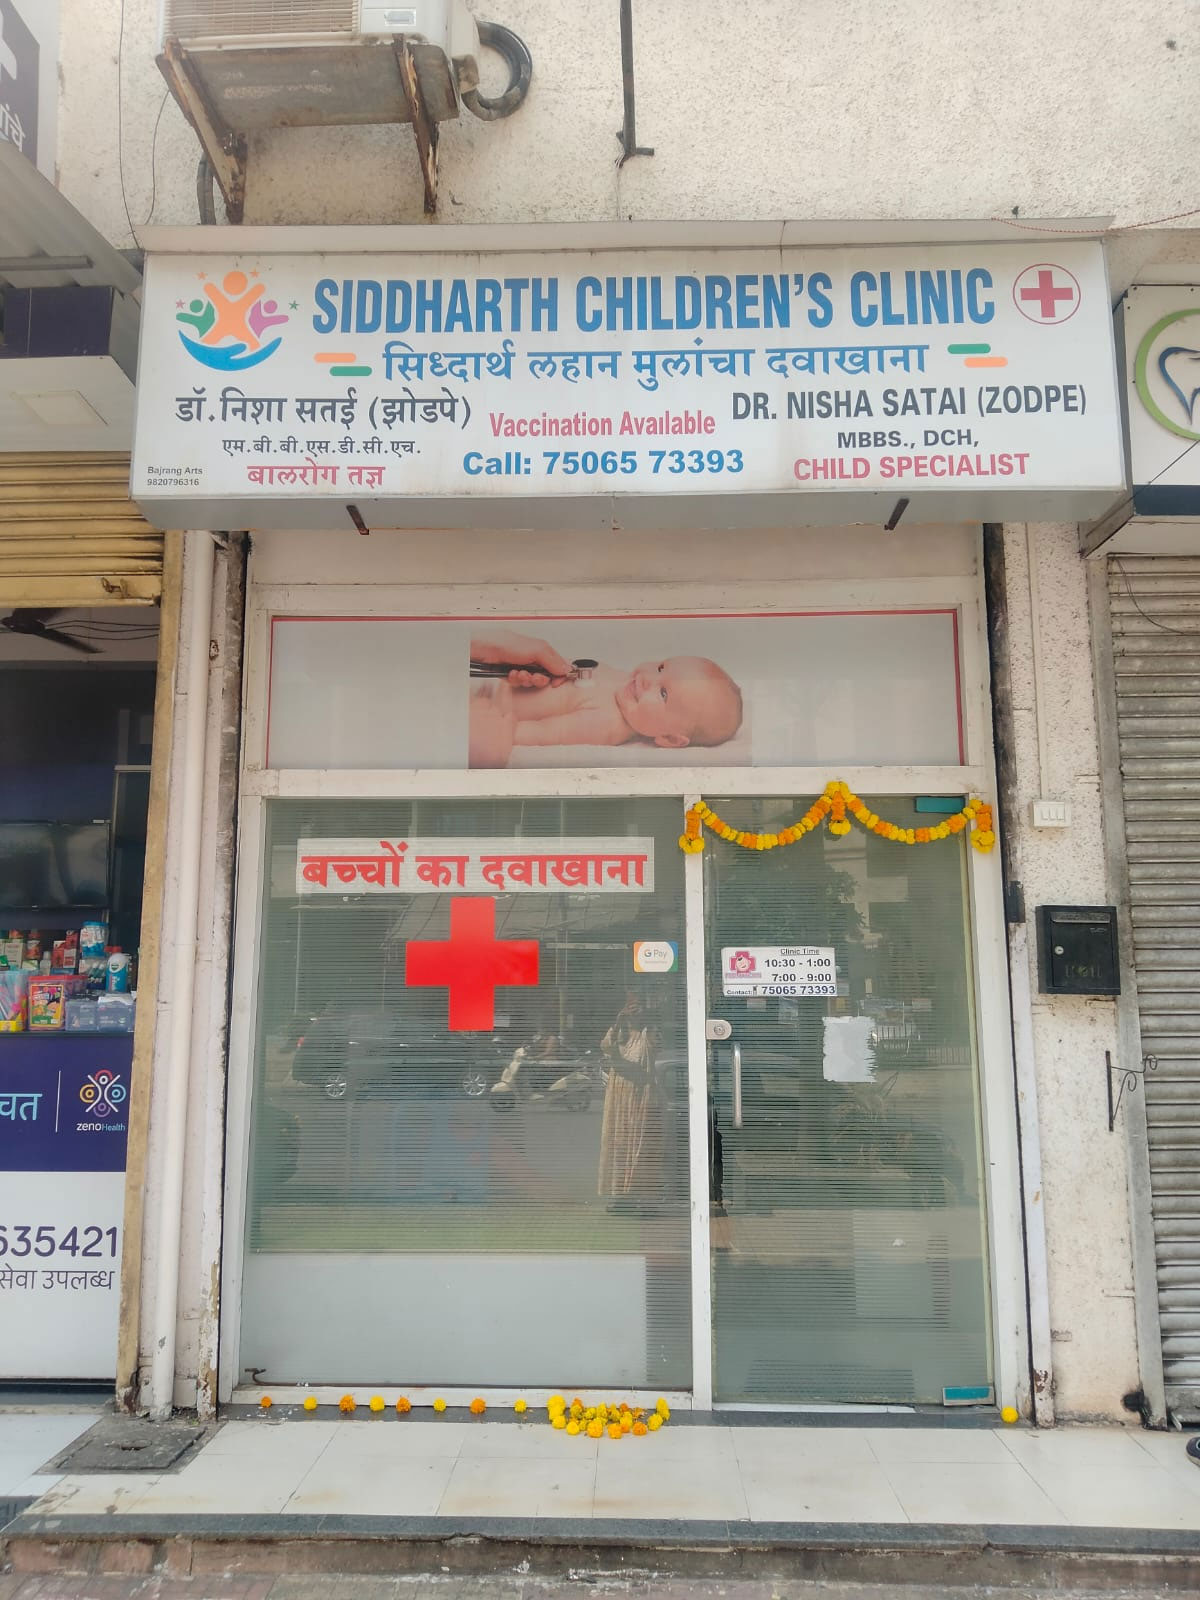 SIDDHARTH CHILDREN'S CLINIC
सिध्दार्थ लहान मुलांचा दवाखाना
डॉ.निशा सतई (झोडपे)
एम.बी.बी.एस.डी.सी.एच.
बालरोग तज्ञ
Vaccination Available
Call: 75065 73393
DR. NISHA SATAI (ZODPE)
MBBS., DCH,
CHILD SPECIALIST
Bajrang Arts
9820796316
बच्चों का दवाखाना
G Pay
Clinic Time
10:30 - 1:00
7:00 - 9:00
Contact: 75065 73393
चत
zenoHealth
635421
सेवा उपलब्ध